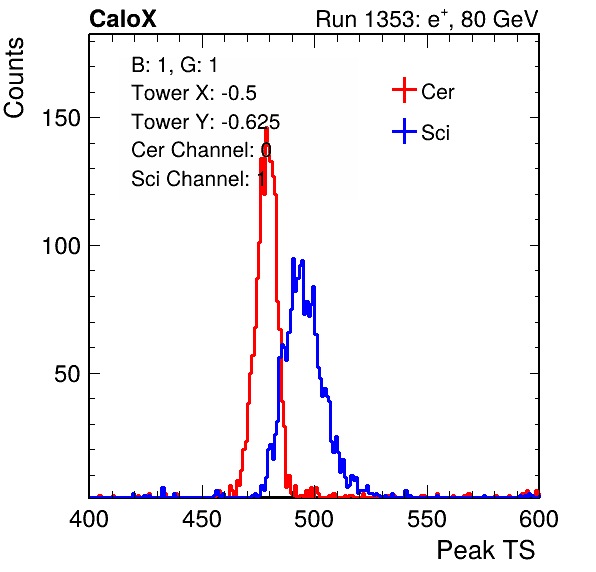 CaloX Run 1353: e⁺, 80 GeV
Counts
B: 1, G: 1
Tower X: -0.5
Tower Y: -0.625
Cer Channel: 0
Sci Channel: 1
Cer
Sci
150
100
50
400 450 500 550 600
Peak TS